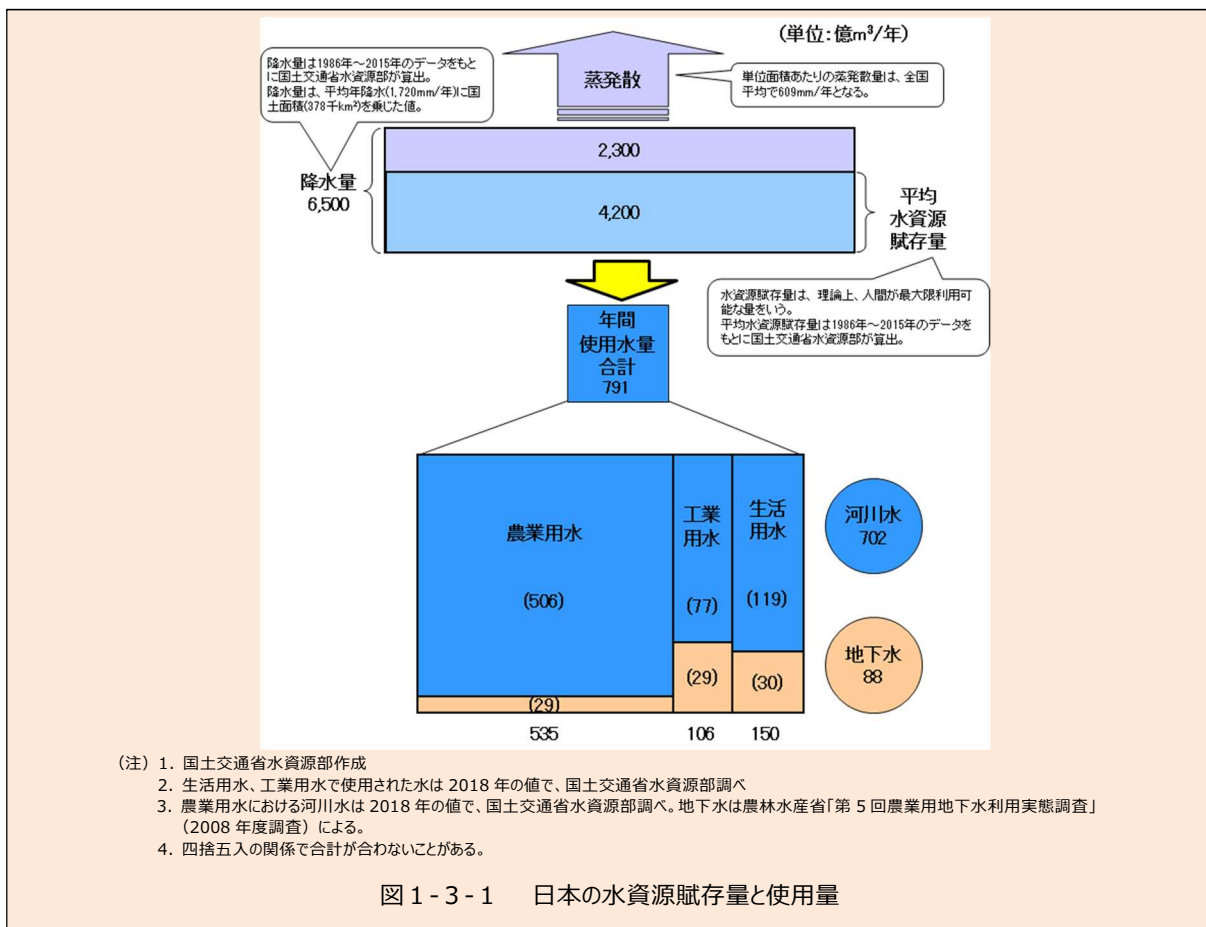 (単位:億m³/年)
降水量は1986年～2015年のデータをもと
に国土交通省水資源部が算出。
降水量は、平均年降水(1,720mm/年)に国
土面積(378千km²)を乗じた値。
蒸発散
単位面積あたりの蒸発散量は、全国
平均で609mm/年となる。
2,300
降水量
6,500
4,200
平均
水資源
賦存量
水資源賦存量は、理論上、人間が最大限利用可
能な量をいう。
平均水資源賦存量は1986年～2015年のデータを
もとに国土交通省水資源部が算出。
年間
使用水量
合計
791
農業用水
(506)
(29)
535
工業
用水
(77)
(29)
106
生活
用水
(119)
(30)
150
河川水
702
地下水
88
(注) 1. 国土交通省水資源部作成
2. 生活用水、工業用水で使用された水は 2018 年の値で、国土交通省水資源部調べ
3. 農業用水における河川水は 2018 年の値で、国土交通省水資源部調べ。地下水は農林水産省「第 5 回農業用地下水利用実態調査」
(2008 年度調査) による。
4. 四捨五入の関係で合計が合わないことがある。
図1-3-1 日本の水資源賦存量と使用量